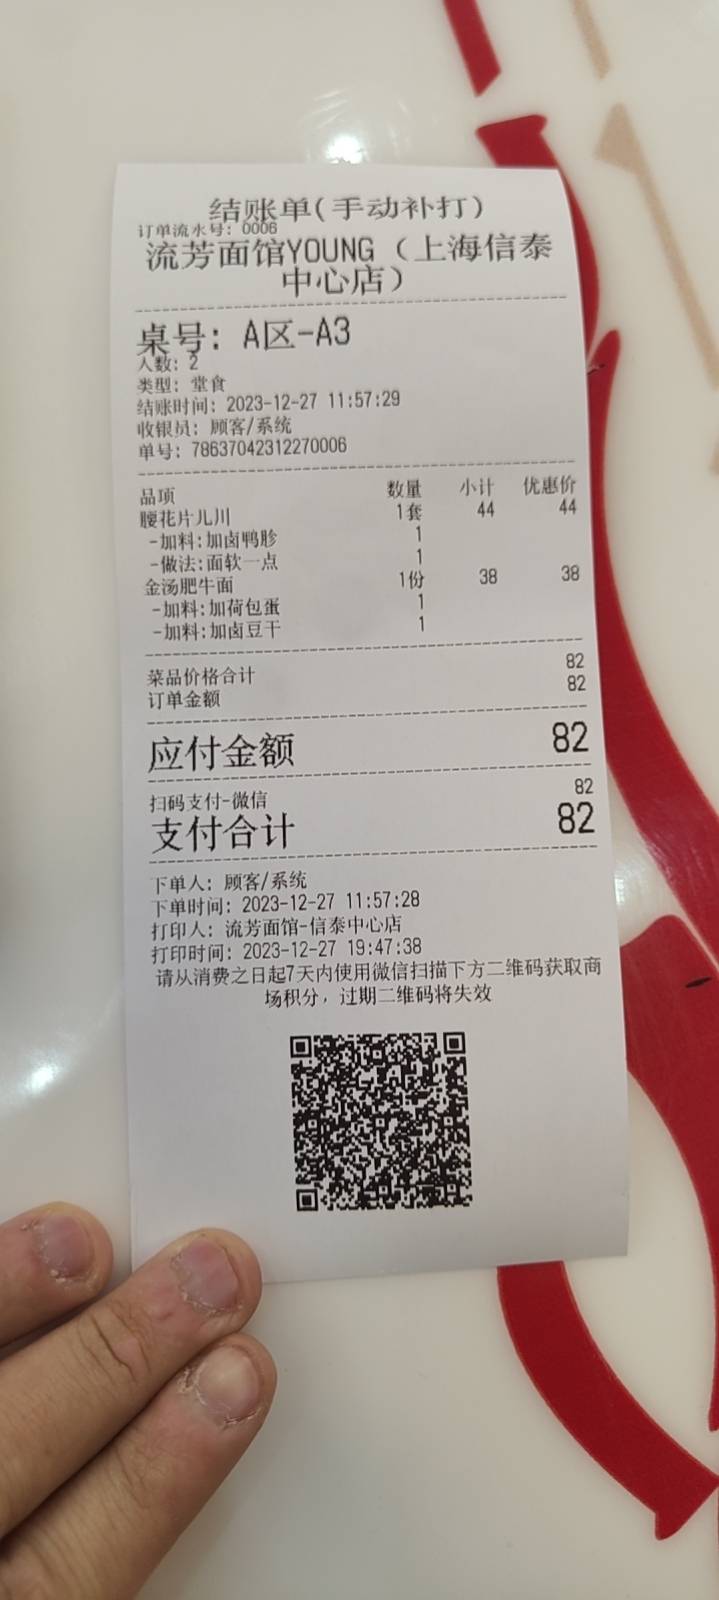 结账单(手动补打)
订单流水号: 0006
流芳面馆YOUNG（上海信泰
中心店）
桌号: A区-A3
人数: 2
类型: 堂食
结账时间: 2023-12-27 11:57:29
收银员: 顾客/系统
单号: 78637042312270006
品项 数量 小计 优惠价
腰花片儿川 1套 44 44
-加料:加卤鸭胗 1
-做法:面软一点 1
金汤肥牛面 1份 38 38
-加料:加荷包蛋 1
-加料:加卤豆干 1
菜品价格合计 82
订单金额 82
应付金额 82
扫码支付-微信 82
支付合计 82
下单人: 顾客/系统
下单时间: 2023-12-27 11:57:28
打印人: 流芳面馆-信泰中心店
打印时间: 2023-12-27 19:47:38
请从消费之日起7天内使用微信扫描下方二维码获取商
场积分，过期二维码将失效